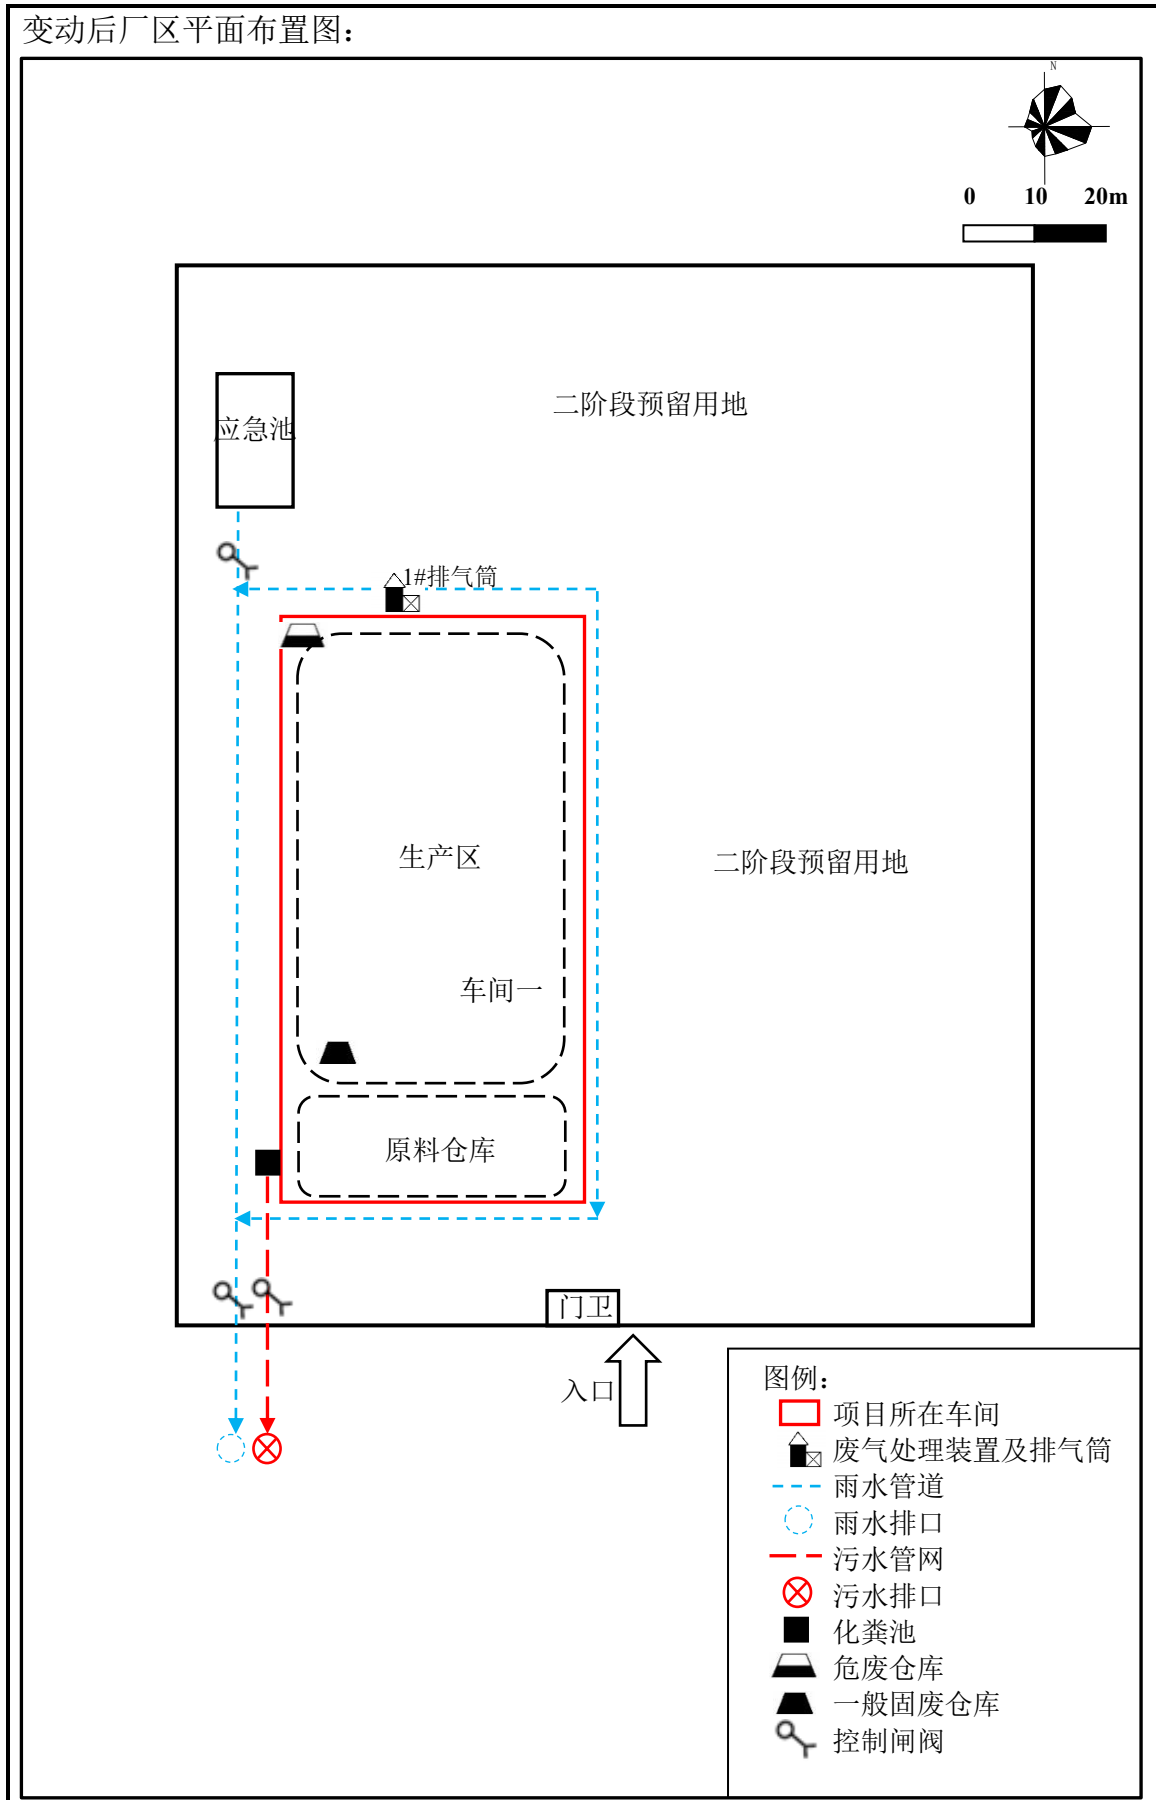 变动后厂区平面布置图：
N
0 10 20m
二阶段预留用地
应急池
1#排气筒
生产区
二阶段预留用地
车间一
原料仓库
门卫
入口
图例：
项目所在车间
废气处理装置及排气筒
雨水管道
雨水排口
污水管网
污水排口
化粪池
危废仓库
一般固废仓库
控制闸阀